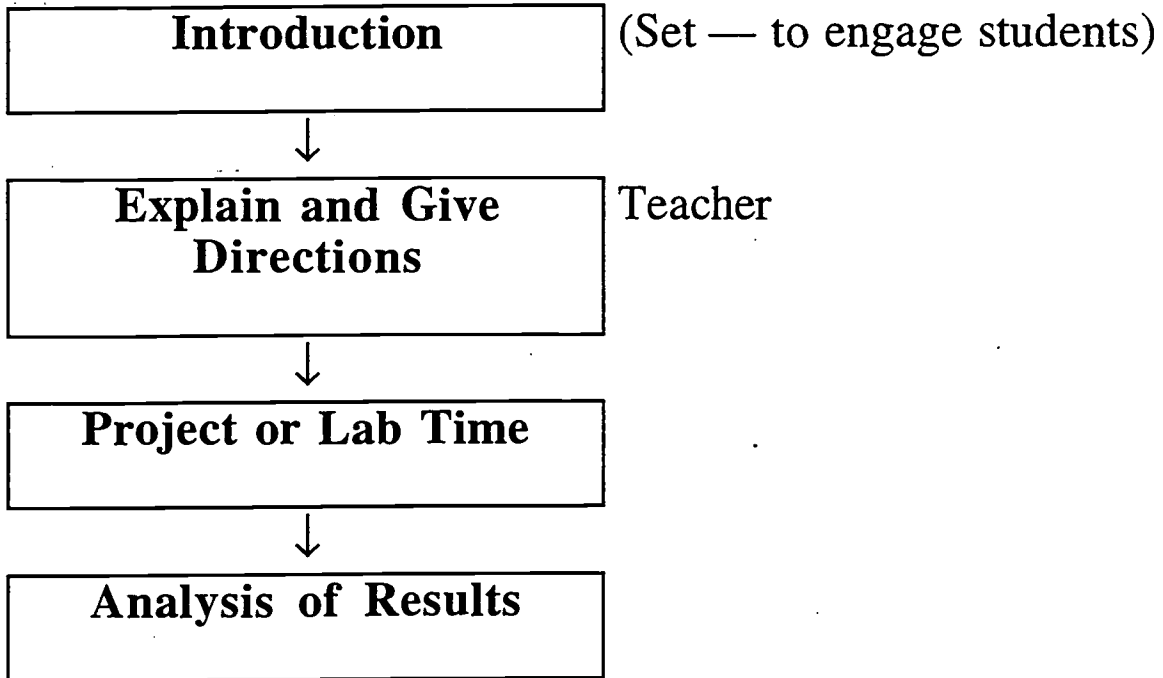 Introduction
(Set — to engage students)
Explain and Give
Directions
Teacher
Project or Lab Time
Analysis of Results